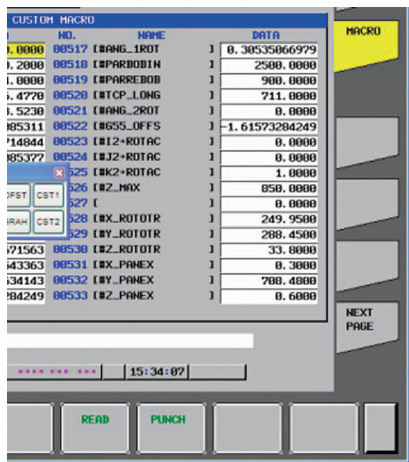 CUSTOM MACRO
NO. NAME DATA
.0000 00517 [#ANG_1ROT ] 0.30535066979
.2000 00518 [#PARBOBIN ] 2500.0000
.0000 00519 [#PARREBOB ] 900.0000
.4770 00520 [#TCP_LONG ] 711.0000
.5230 00521 [#ANG_2ROT ] 0.0000
985311 00522 [#G55_OFFS ] -1.61573284249
714844 00523 [#I2+ROTAC ] 0.0000
985377 00524 [#J2+ROTAC ] 0.0000
525 [#K2+ROTAC ] 1.0000
526 [#Z_MAX ] 850.0000
527 [ ] 0.0000
528 [#X_ROTOTR ] 249.9500
529 [#Y_ROTOTR ] 288.4500
571563 00530 [#Z_ROTOTR ] 33.8000
543363 00531 [#X_PANEX ] 0.3000
534143 00532 [#Y_PANEX ] 708.4800
284249 00533 [#Z_PANEX ] 0.6000
OFST CST1
GRAH CST2
**** *** *** 15:34:07
READ PUNCH
MACRO
NEXT
PAGE